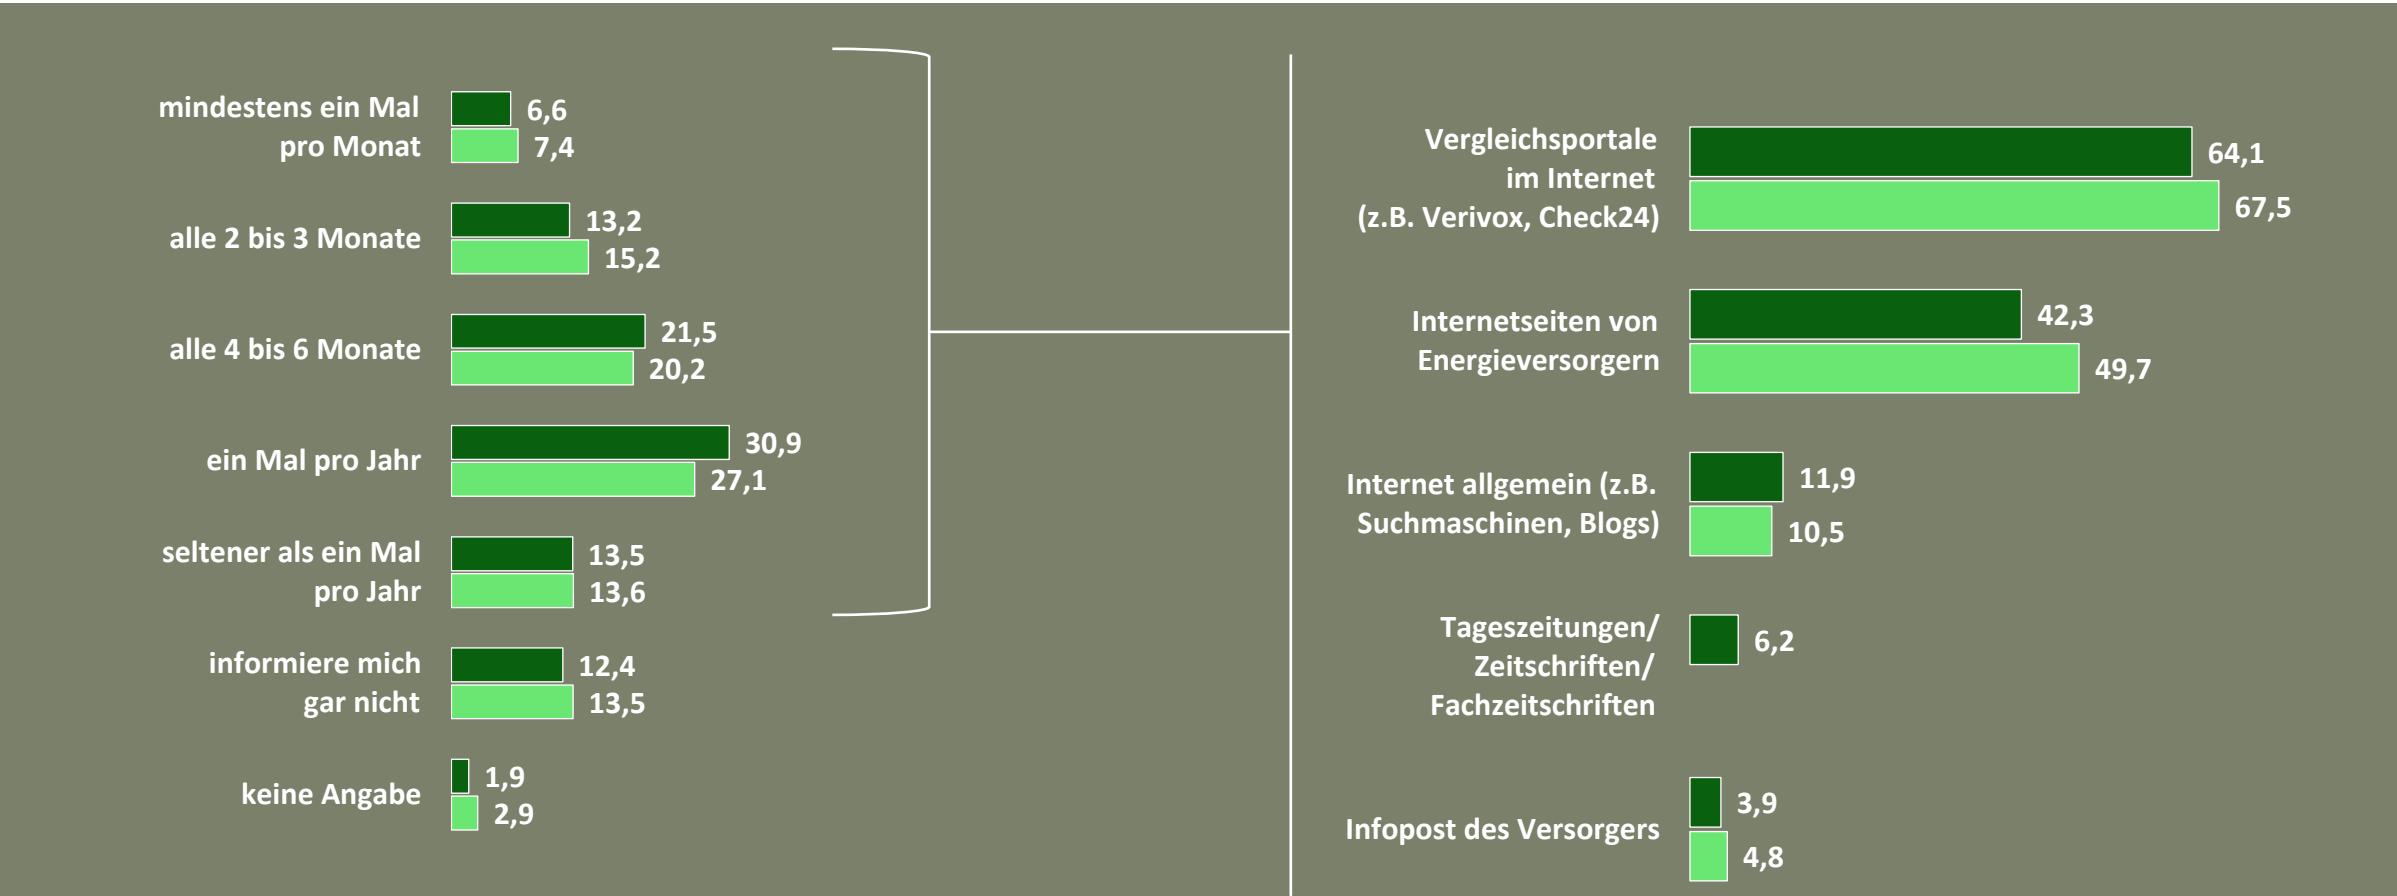 mindestens ein Mal
pro Monat
6,6
7,4
alle 2 bis 3 Monate
13,2
15,2
alle 4 bis 6 Monate
21,5
20,2
ein Mal pro Jahr
30,9
27,1
seltener als ein Mal
pro Jahr
13,5
13,6
informiere mich
gar nicht
12,4
13,5
keine Angabe
1,9
2,9
Vergleichsportale
im Internet
(z.B. Verivox, Check24)
64,1
67,5
Internetseiten von
Energieversorgern
42,3
49,7
Internet allgemein (z.B.
Suchmaschinen, Blogs)
11,9
10,5
Tageszeitungen/
Zeitschriften/
Fachzeitschriften
6,2
Infopost des Versorgers
3,9
4,8